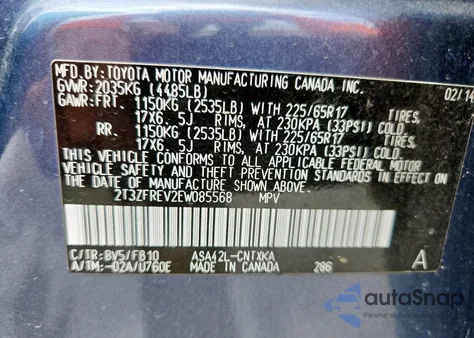 MFD.BY: TOYOTA MOTOR MANUFACTURING CANADA INC. 02/14
GVWR: 2035KG (4485LB)
GAWR: FRT. 1150KG (2535LB) WITH 225/65R17 TIRES,
17X6.5J RIMS, AT 230KPA (33PSI) COLD.
RR. 1150KG (2535LB) WITH 225/65R17 TIRES,
17X6.5J RIMS, AT 230KPA (33PSI) COLD.
THIS VEHICLE CONFORMS TO ALL APPLICABLE FEDERAL MOTOR
VEHICLE SAFETY AND THEFT PREVENTION STANDARDS IN EFFECT ON
THE DATE OF MANUFACTURE SHOWN ABOVE.
2T3ZFREV2EW085568 MPV
C/TR: 8V5/FB10 ASA42L-CNTXKA A
A/TM:-02A/U760E MADE IN CANADA 286
autoSnap